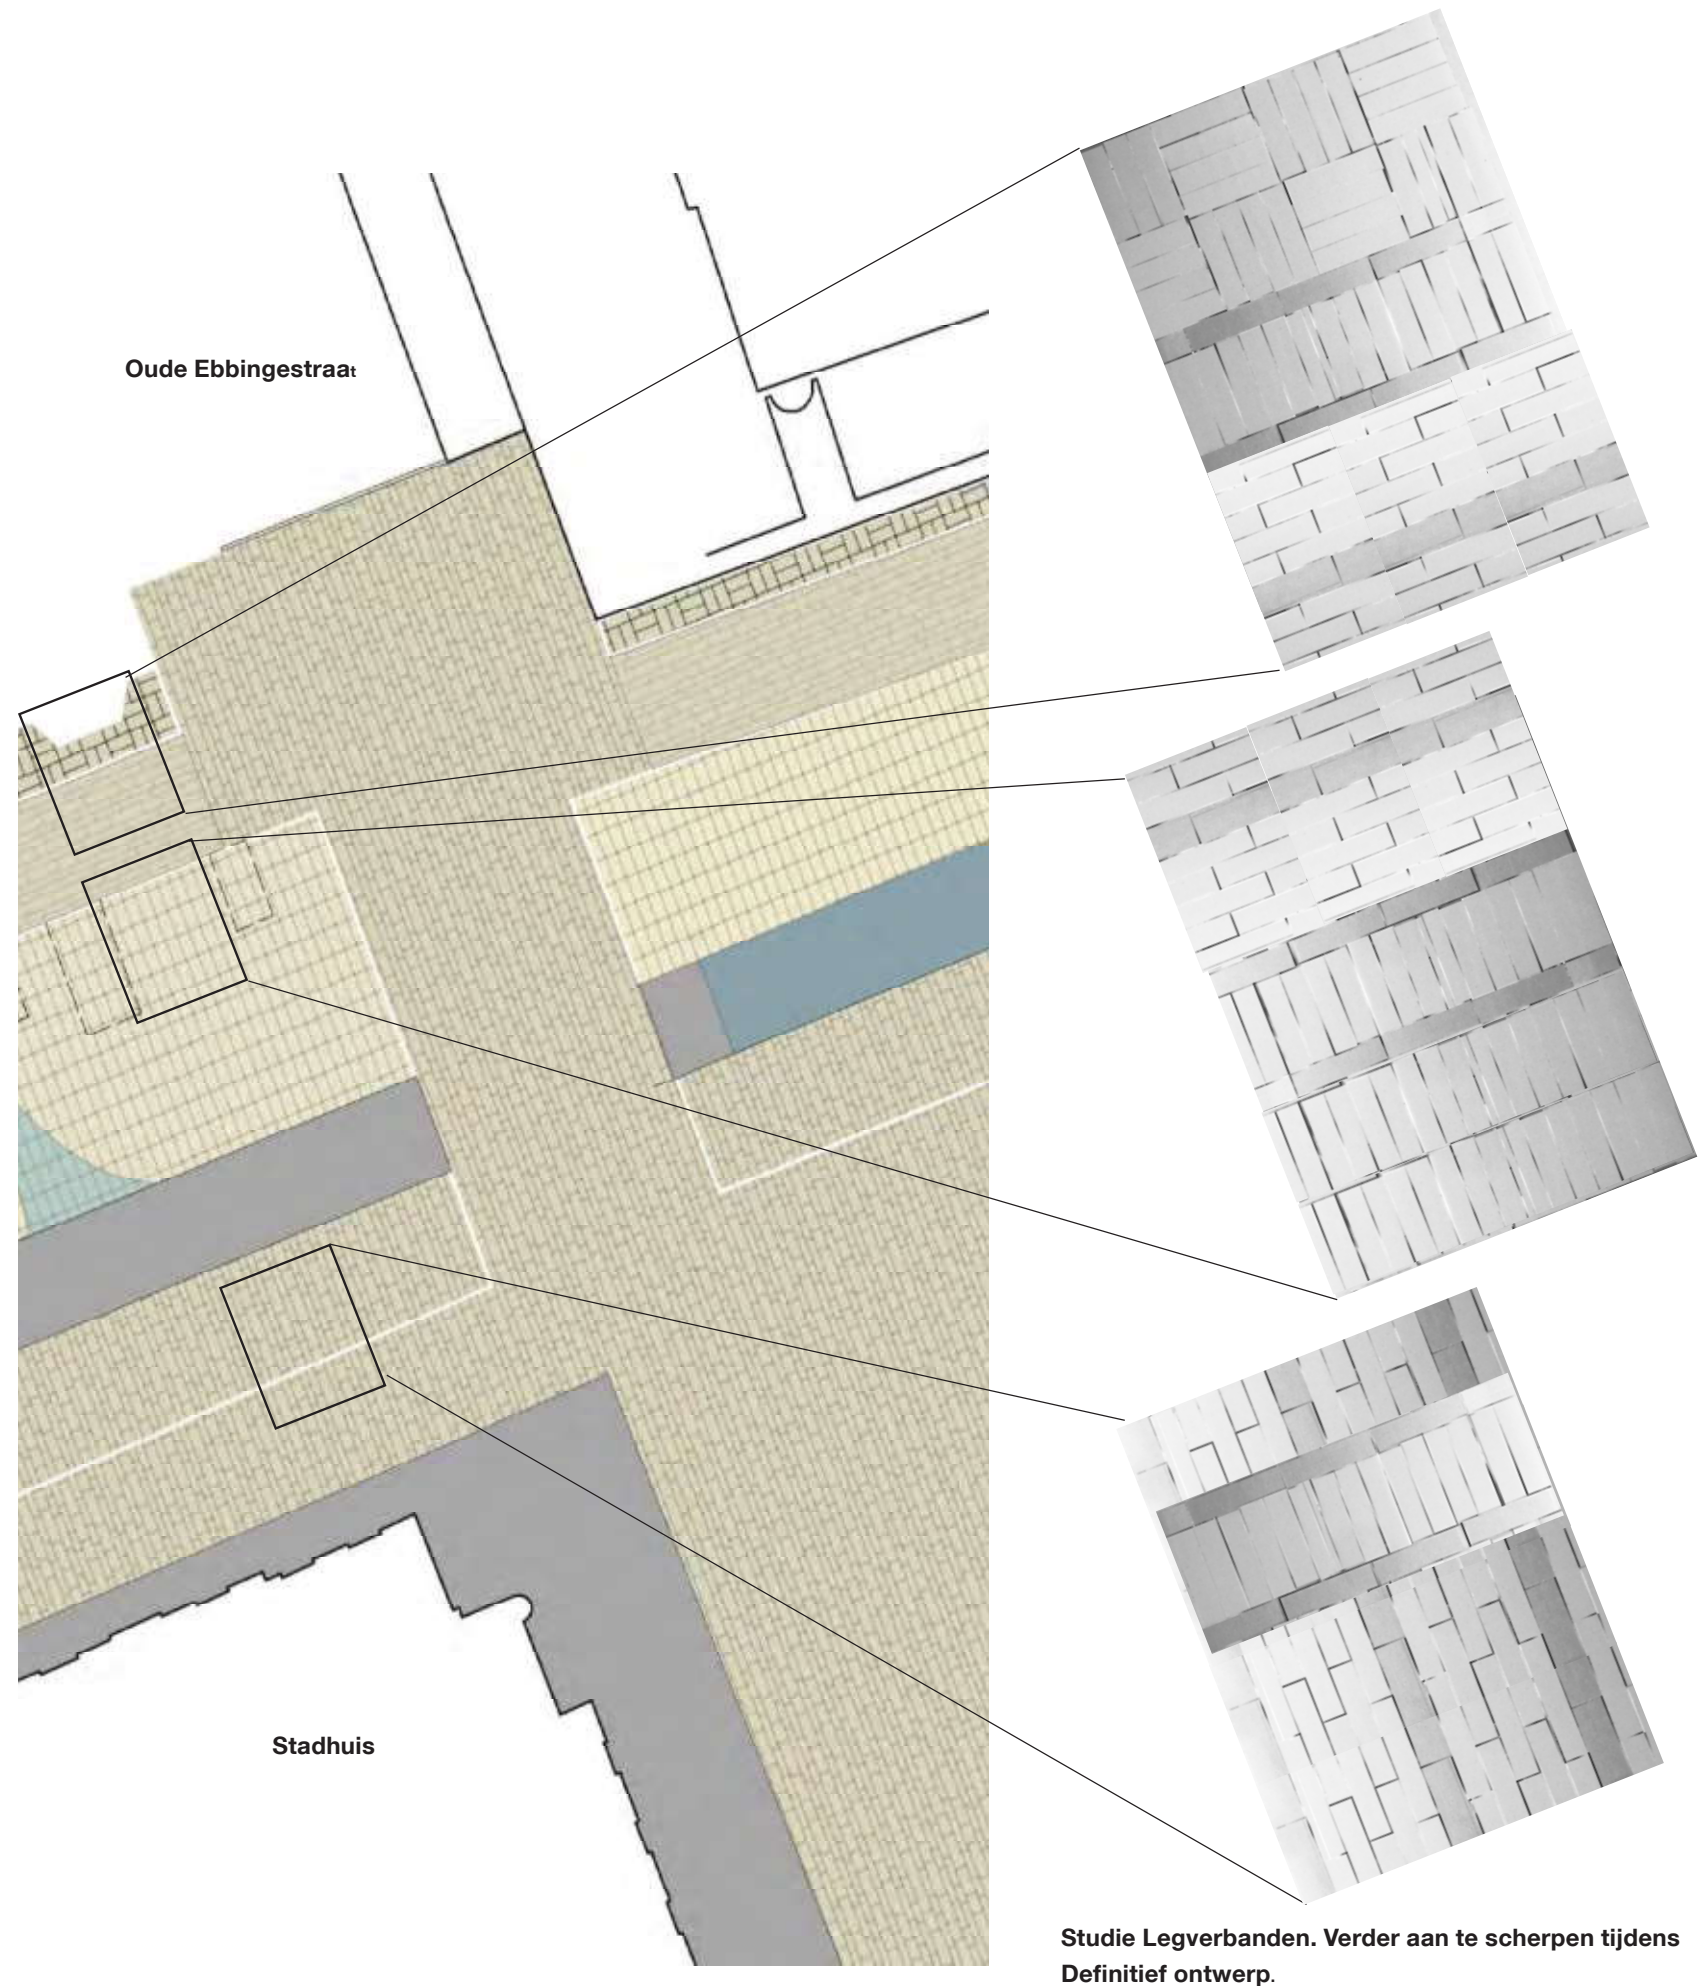 Oude Ebbingestraat
Stadhuis
Studie Legverbanden. Verder aan te scherpen tijdens
Definitief ontwerp.